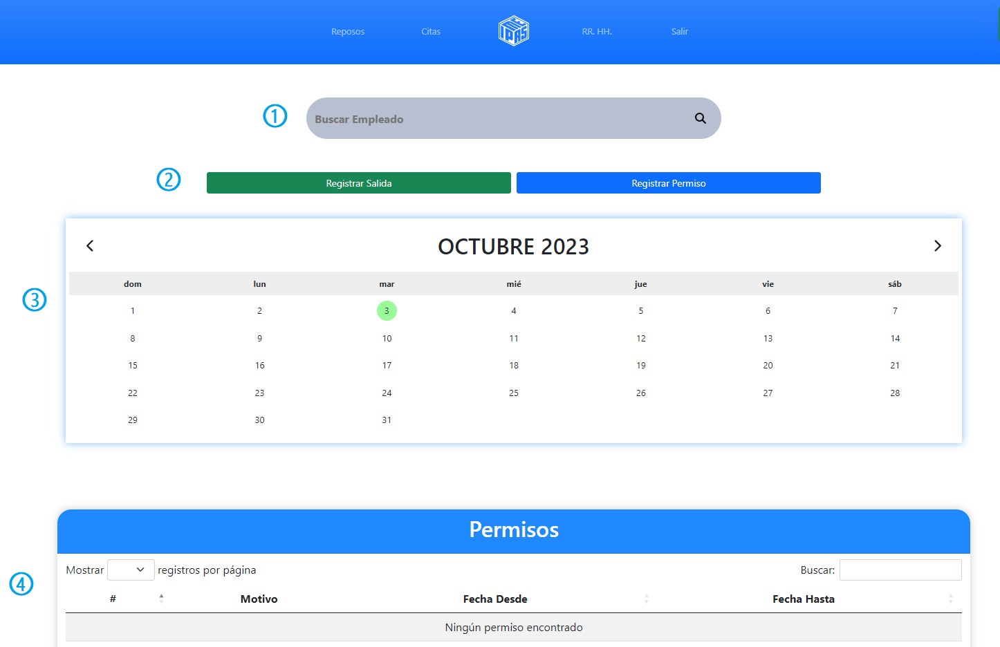 Reposos Citas RR. HH. Salir
① Buscar Empleado
② Registrar Salida Registrar Permiso
OCTUBRE 2023
③
dom lun mar mié jue vie sáb
1 2 3 4 5 6 7
8 9 10 11 12 13 14
15 16 17 18 19 20 21
22 23 24 25 26 27 28
29 30 31
Permisos
④
Mostrar registros por página Buscar:
# Motivo Fecha Desde Fecha Hasta
Ningún permiso encontrado